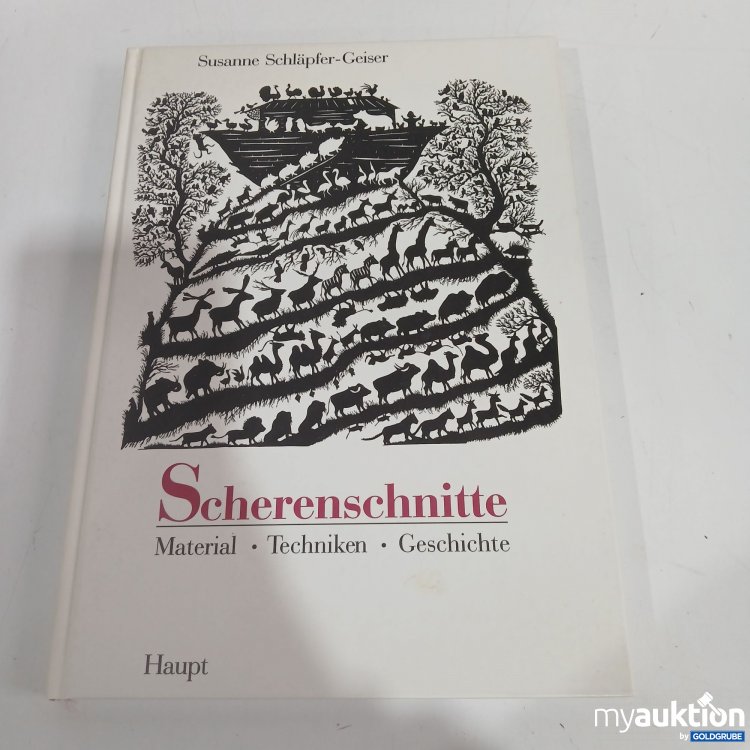 Susanne Schläpfer-Geiser
Scherenschnitte
Material • Techniken • Geschichte
Haupt
myauktion
by GOLDGRUBE